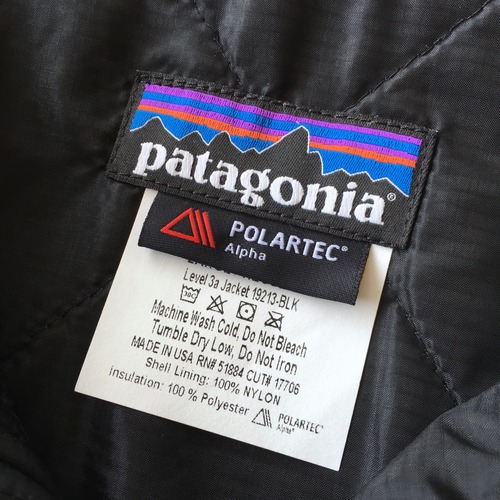 patagonia®
POLARTEC®
Alpha
Level 3a Jacket 19213-BLK
30C
Machine Wash Cold, Do Not Bleach
Tumble Dry Low, Do Not Iron
MADE IN USA RN# 51884 CUT# 17706
Shell Lining: 100% NYLON
Insulation: 100% Polyester POLARTEC®
Alpha®